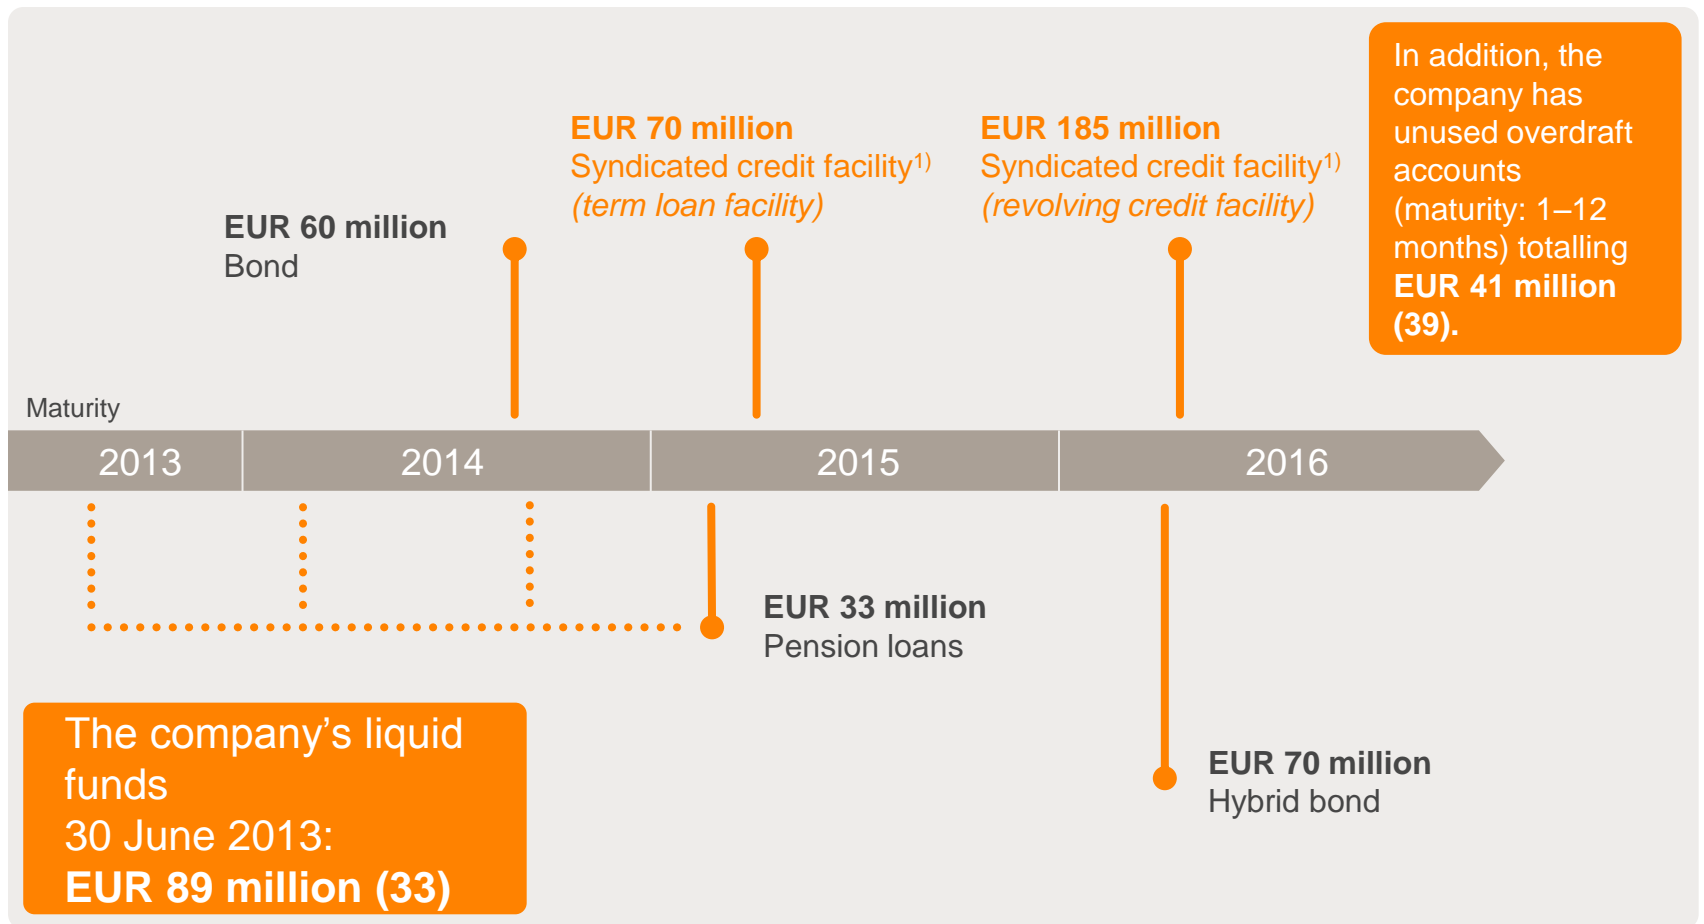 In addition, the
company has
unused overdraft
accounts
(maturity: 1–12
months) totalling
EUR 41 million
(39).
EUR 70 million
Syndicated credit facility1)
(term loan facility)
EUR 185 million
Syndicated credit facility1)
(revolving credit facility)
EUR 60 million
Bond
Maturity
2013
2014
2015
2016
EUR 33 million
Pension loans
The company’s liquid
funds
30 June 2013:
EUR 89 million (33)
EUR 70 million
Hybrid bond